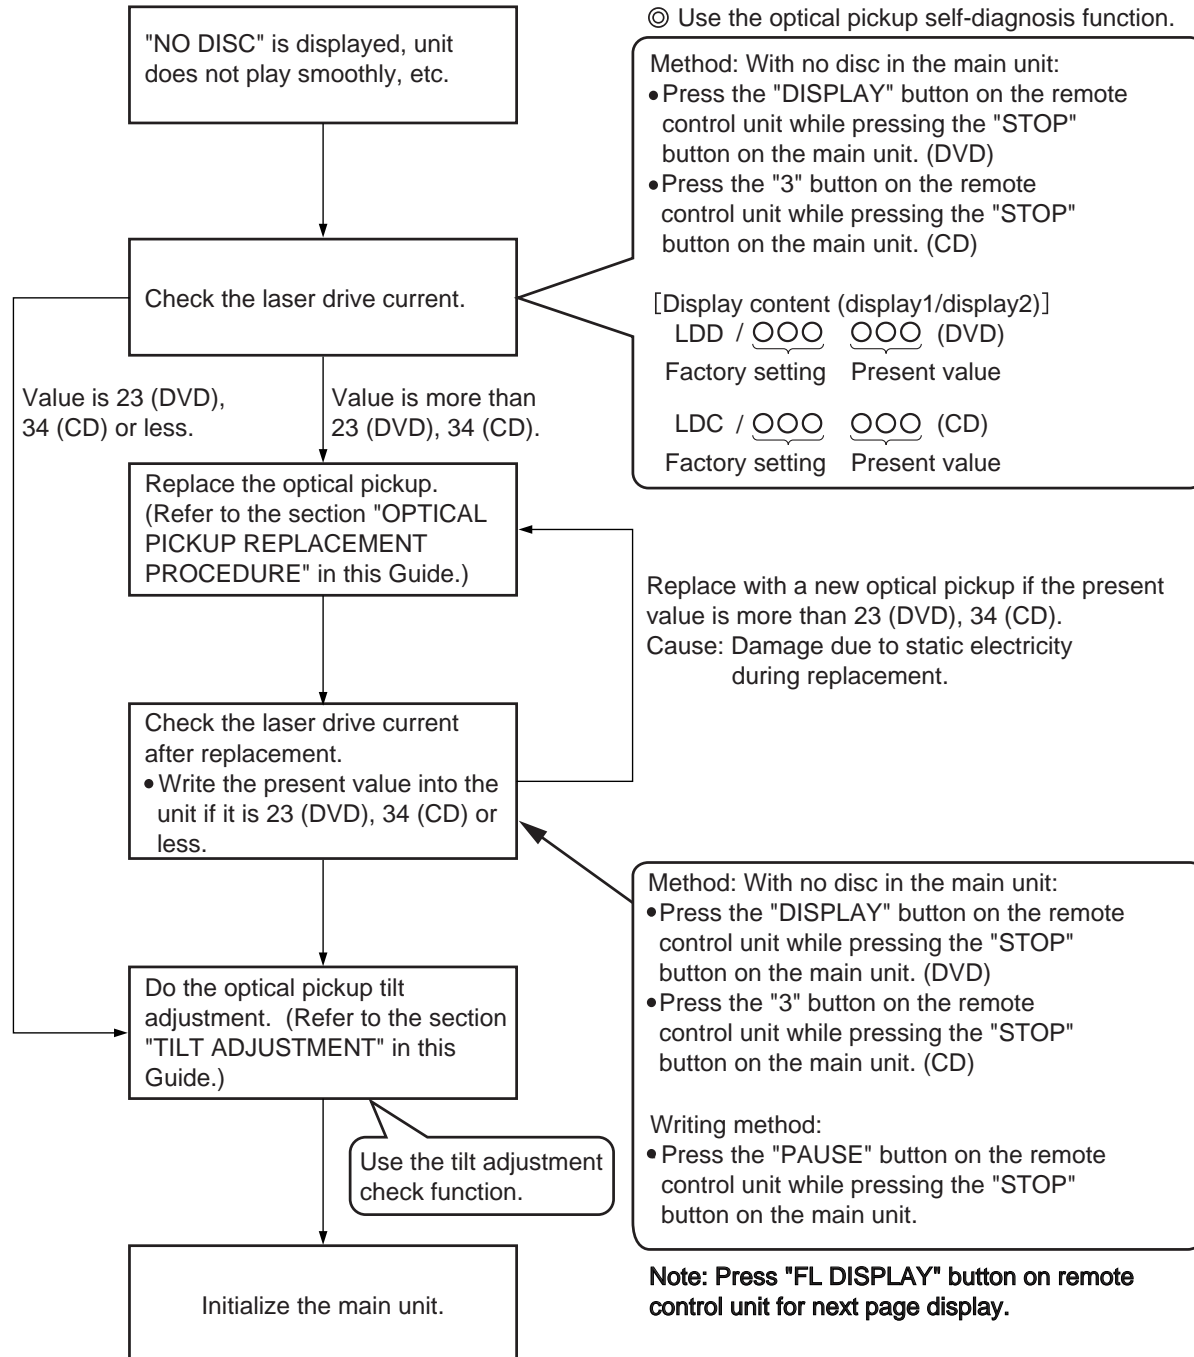 "NO DISC" is displayed, unit
does not play smoothly, etc.
◎ Use the optical pickup self-diagnosis function.
Method: With no disc in the main unit:
●Press the "DISPLAY" button on the remote
control unit while pressing the "STOP"
button on the main unit. (DVD)
●Press the "3" button on the remote
control unit while pressing the "STOP"
button on the main unit. (CD)
[Display content (display1/display2)]
LDD / ○○○ ○○○ (DVD)
Factory setting Present value
LDC / ○○○ ○○○ (CD)
Factory setting Present value
Check the laser drive current.
Value is 23 (DVD),
34 (CD) or less.
Value is more than
23 (DVD), 34 (CD).
Replace the optical pickup.
(Refer to the section "OPTICAL
PICKUP REPLACEMENT
PROCEDURE" in this Guide.)
Replace with a new optical pickup if the present
value is more than 23 (DVD), 34 (CD).
Cause: Damage due to static electricity
during replacement.
Check the laser drive current
after replacement.
● Write the present value into the
unit if it is 23 (DVD), 34 (CD) or
less.
Method: With no disc in the main unit:
●Press the "DISPLAY" button on the remote
control unit while pressing the "STOP"
button on the main unit. (DVD)
●Press the "3" button on the remote
control unit while pressing the "STOP"
button on the main unit. (CD)
Writing method:
● Press the "PAUSE" button on the remote
control unit while pressing the "STOP"
button on the main unit.
Do the optical pickup tilt
adjustment. (Refer to the section
"TILT ADJUSTMENT" in this
Guide.)
Use the tilt adjustment
check function.
Initialize the main unit.
Note: Press "FL DISPLAY" button on remote
control unit for next page display.